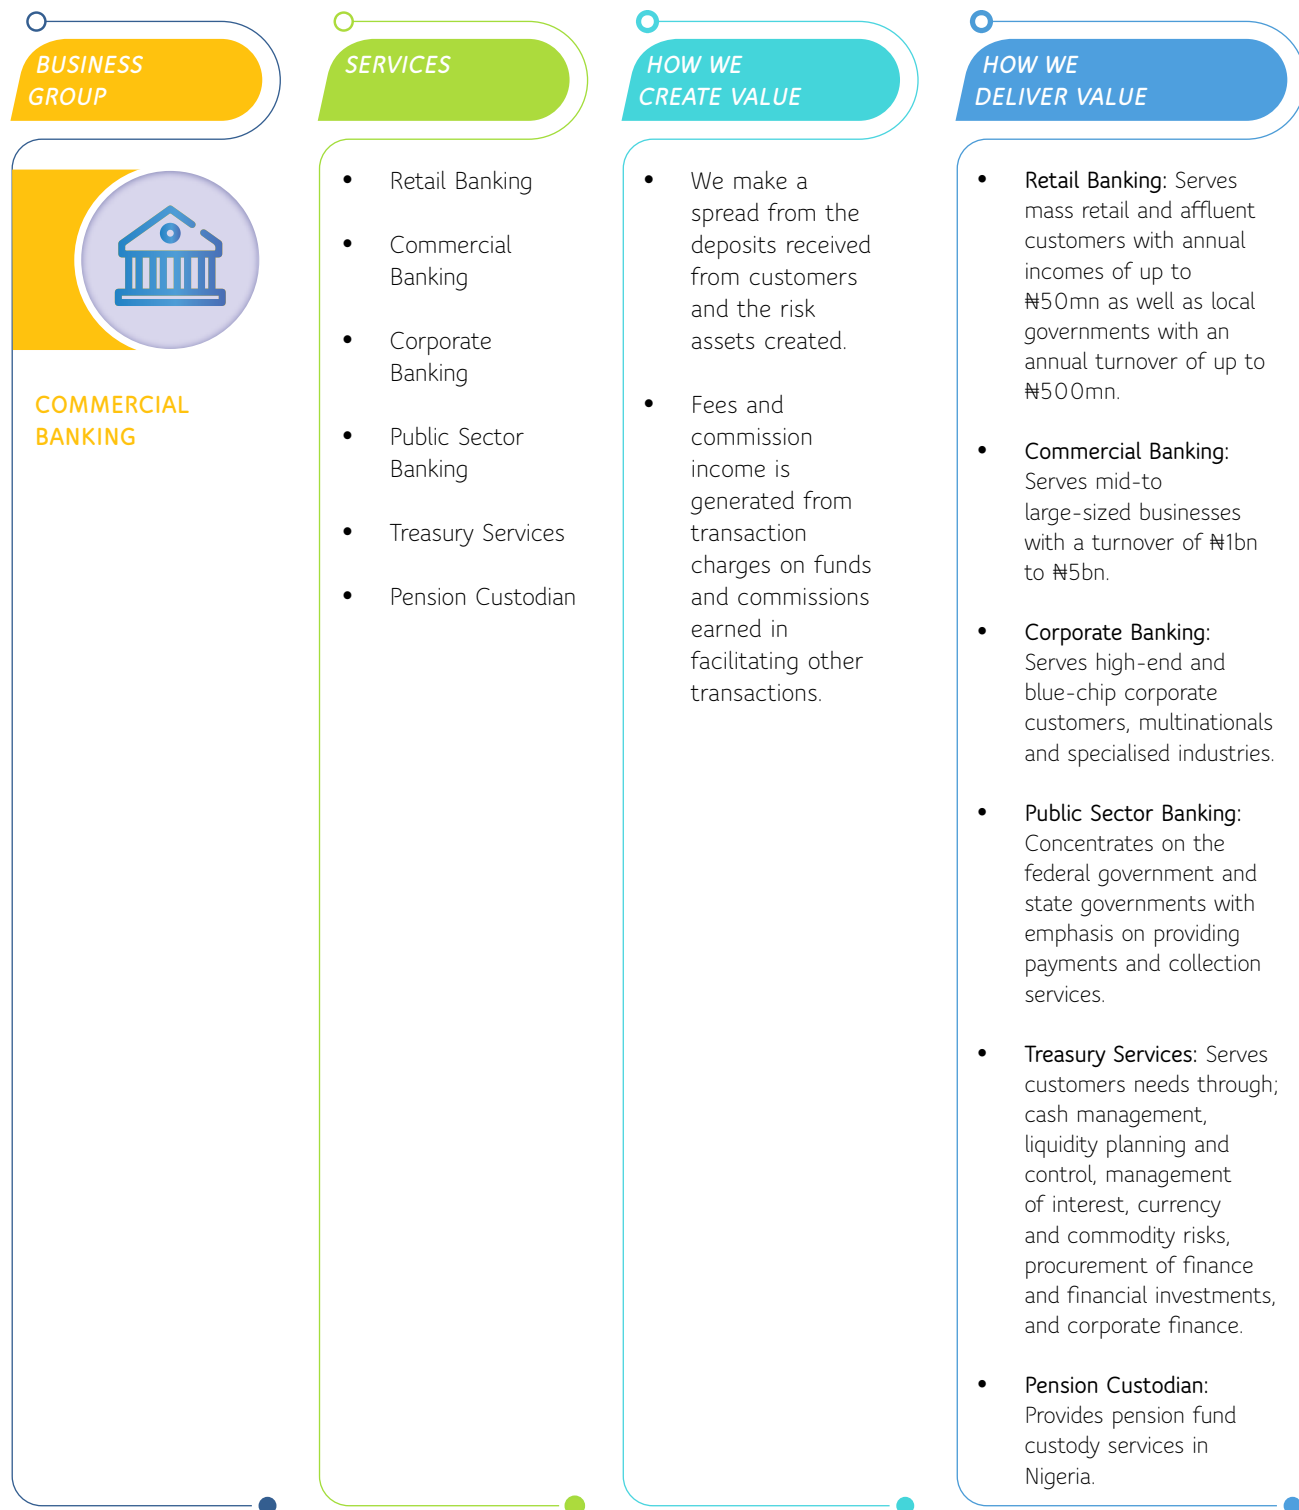 BUSINESS
GROUP
COMMERCIAL
BANKING
SERVICES
• Retail Banking
• Commercial
Banking
• Corporate
Banking
• Public Sector
Banking
• Treasury Services
• Pension Custodian
HOW WE
CREATE VALUE
• We make a
spread from the
deposits received
from customers
and the risk
assets created.
• Fees and
commission
income is
generated from
transaction
charges on funds
and commissions
earned in
facilitating other
transactions.
HOW WE
DELIVER VALUE
• Retail Banking: Serves
mass retail and affluent
customers with annual
incomes of up to
₦50mn as well as local
governments with an
annual turnover of up to
₦500mn.
• Commercial Banking:
Serves mid-to
large-sized businesses
with a turnover of ₦1bn
to ₦5bn.
• Corporate Banking:
Serves high-end and
blue-chip corporate
customers, multinationals
and specialised industries.
• Public Sector Banking:
Concentrates on the
federal government and
state governments with
emphasis on providing
payments and collection
services.
• Treasury Services: Serves
customers needs through;
cash management,
liquidity planning and
control, management
of interest, currency
and commodity risks,
procurement of finance
and financial investments,
and corporate finance.
• Pension Custodian:
Provides pension fund
custody services in
Nigeria.